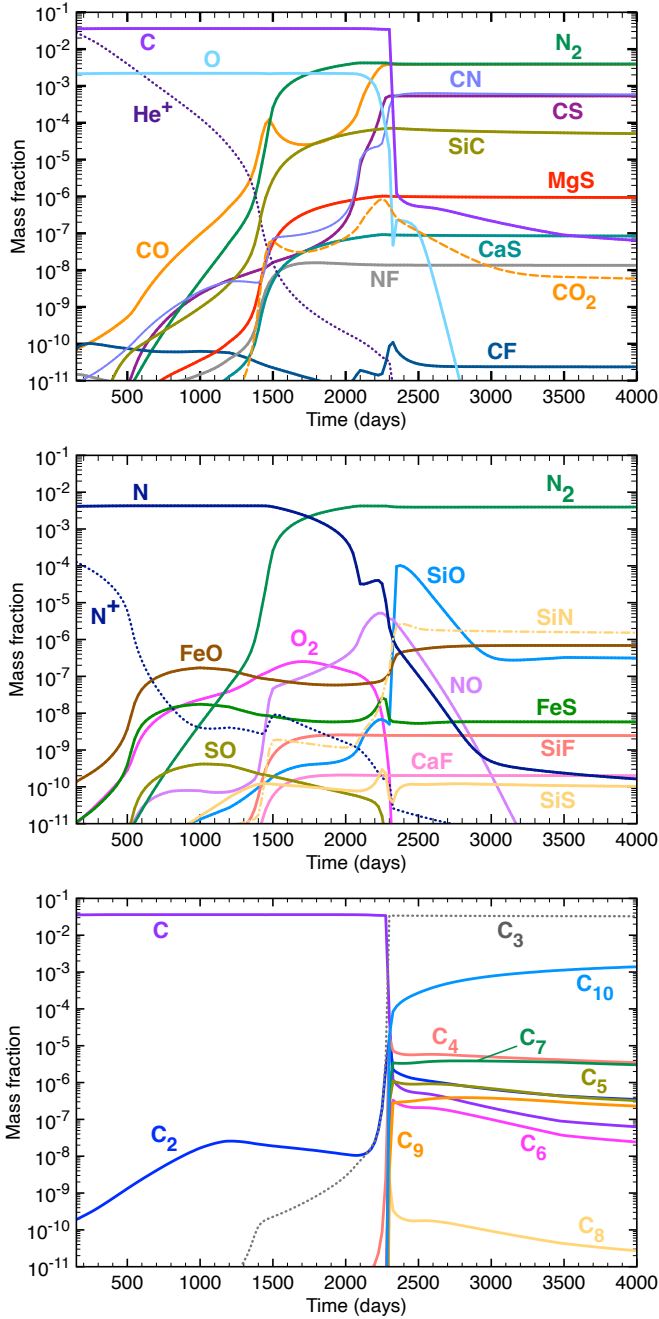 10⁻¹
10⁻²
10⁻³
10⁻⁴
10⁻⁵
10⁻⁶
10⁻⁷
10⁻⁸
10⁻⁹
10⁻¹⁰
10⁻¹¹
Mass fraction
C
O
He⁺
CO
N₂
CN
CS
SiC
MgS
CaS
NF
CO₂
CF
500 1000 1500 2000 2500 3000 3500 4000
Time (days)
10⁻¹
10⁻²
10⁻³
10⁻⁴
10⁻⁵
10⁻⁶
10⁻⁷
10⁻⁸
10⁻⁹
10⁻¹⁰
10⁻¹¹
Mass fraction
N
N₂
N⁺
SiO
SiN
FeO
O₂
NO
FeS
SO
SiF
CaF
SiS
500 1000 1500 2000 2500 3000 3500 4000
Time (days)
10⁻¹
10⁻²
10⁻³
10⁻⁴
10⁻⁵
10⁻⁶
10⁻⁷
10⁻⁸
10⁻⁹
10⁻¹⁰
10⁻¹¹
Mass fraction
C
C₃
C₁₀
C₄
C₇
C₅
C₂
C₉
C₆
C₈
500 1000 1500 2000 2500 3000 3500 4000
Time (days)